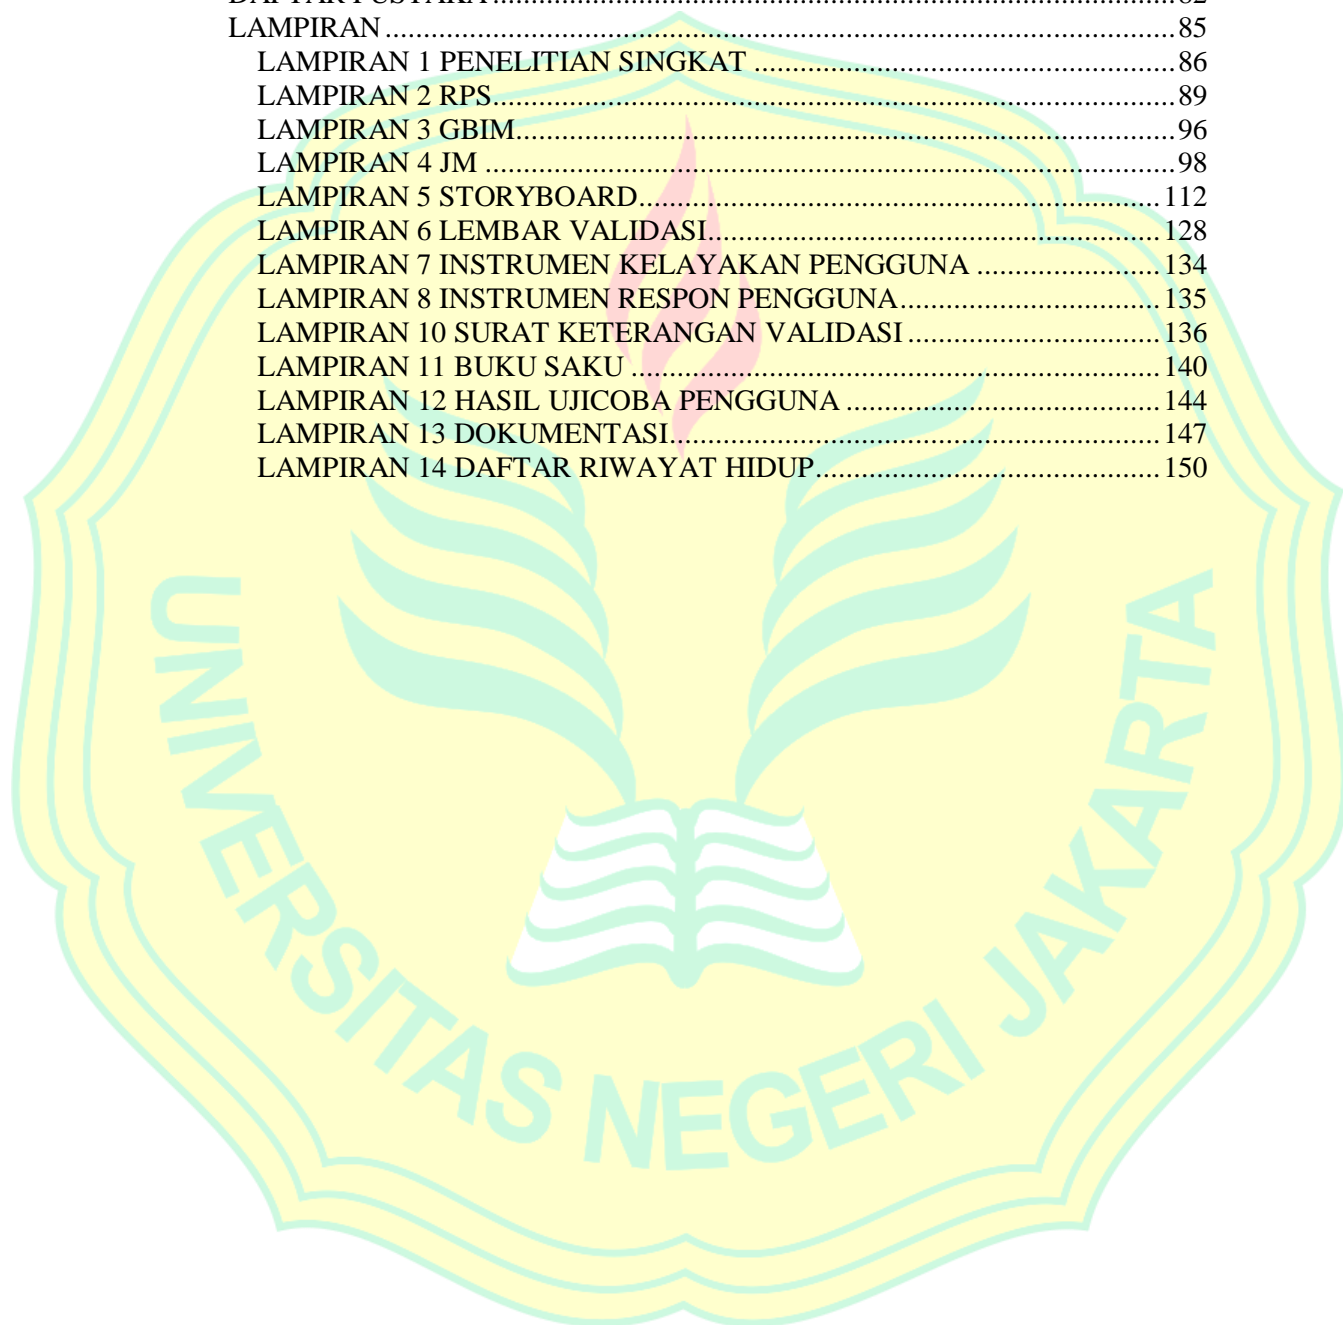 DAFTAR PUSTAKA........................................................................................82
LAMPIRAN........................................................................................85
LAMPIRAN 1 PENELITIAN SINGKAT........................................................86
LAMPIRAN 2 RPS........................................................................................89
LAMPIRAN 3 GBIM........................................................................................96
LAMPIRAN 4 JM........................................................................................98
LAMPIRAN 5 STORYBOARD....................................................................112
LAMPIRAN 6 LEMBAR VALIDASI............................................................128
LAMPIRAN 7 INSTRUMEN KELAYAKAN PENGGUNA..........................134
LAMPIRAN 8 INSTRUMEN RESPON PENGGUNA...................................135
LAMPIRAN 10 SURAT KETERANGAN VALIDASI..................................136
LAMPIRAN 11 BUKU SAKU......................................................................140
LAMPIRAN 12 HASIL UJICOBA PENGGUNA..........................................144
LAMPIRAN 13 DOKUMENTASI.................................................................147
LAMPIRAN 14 DAFTAR RIWAYAT HIDUP..............................................150
UNIVERSITAS NEGERI JAKARTA